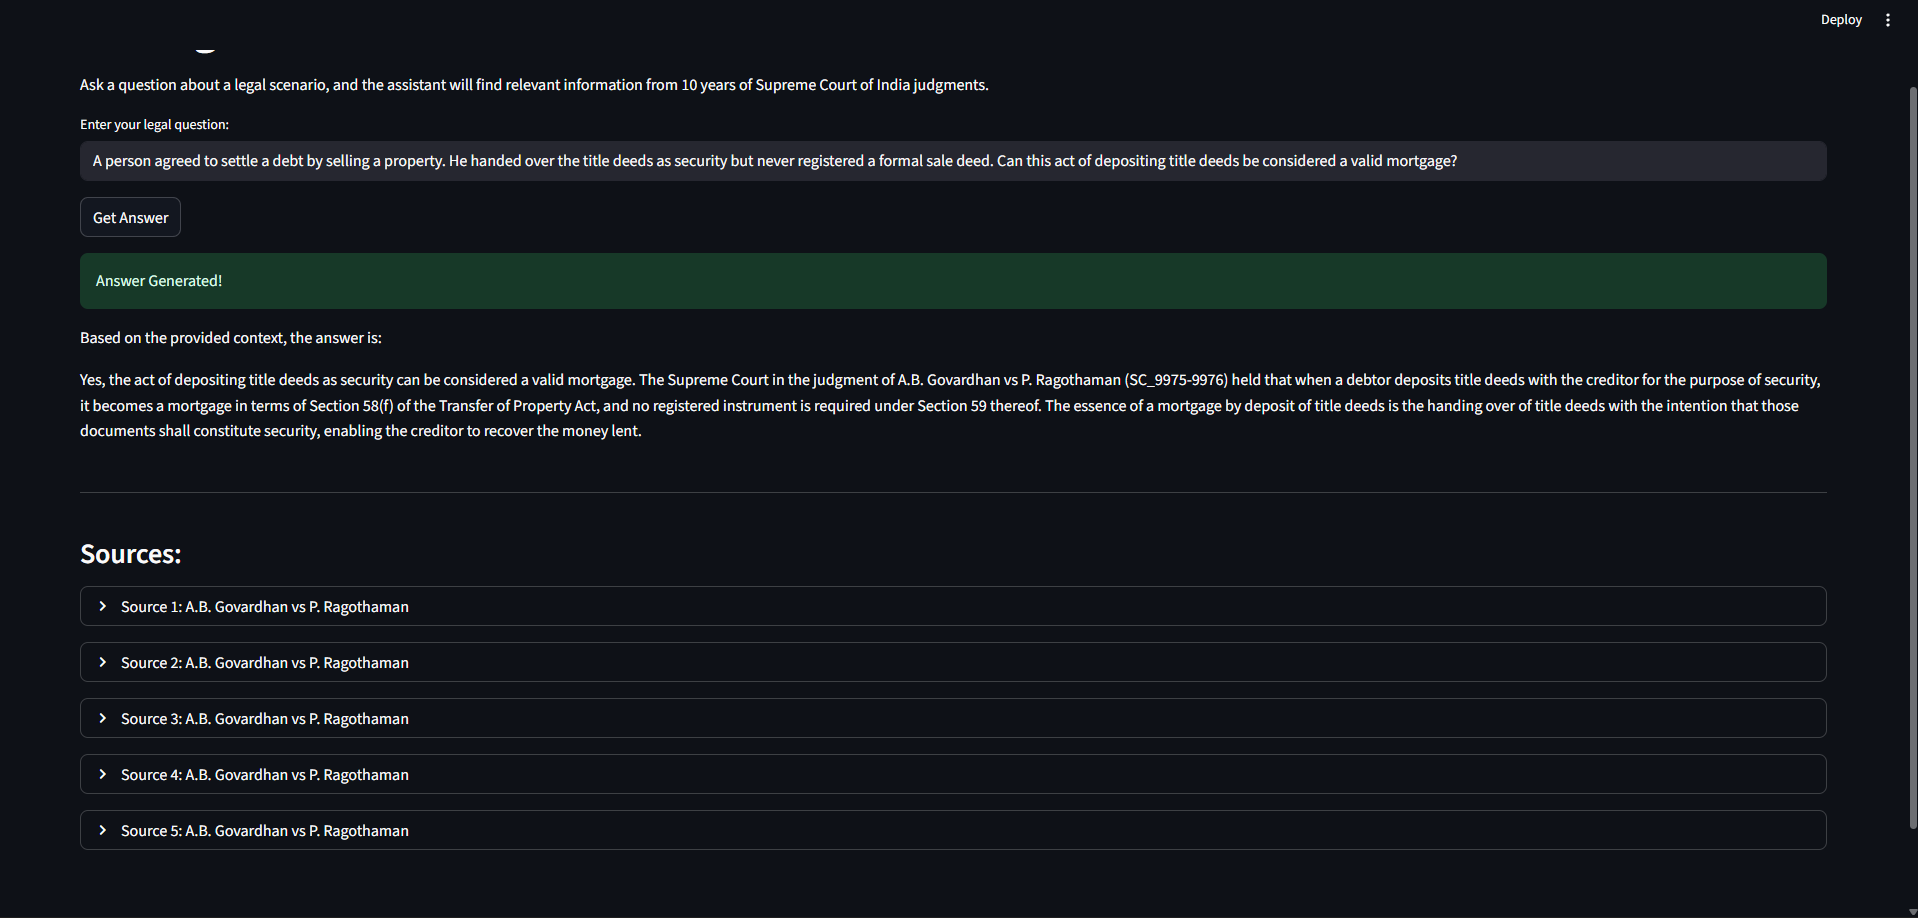 Deploy
Ask a question about a legal scenario, and the assistant will find relevant information from 10 years of Supreme Court of India judgments.
Enter your legal question:
A person agreed to settle a debt by selling a property. He handed over the title deeds as security but never registered a formal sale deed. Can this act of depositing title deeds be considered a valid mortgage?
Get Answer
Answer Generated!
Based on the provided context, the answer is:
Yes, the act of depositing title deeds as security can be considered a valid mortgage. The Supreme Court in the judgment of A.B. Govardhan vs P. Ragothaman (SC_9975-9976) held that when a debtor deposits title deeds with the creditor for the purpose of security,
it becomes a mortgage in terms of Section 58(f) of the Transfer of Property Act, and no registered instrument is required under Section 59 thereof. The essence of a mortgage by deposit of title deeds is the handing over of title deeds with the intention that those
documents shall constitute security, enabling the creditor to recover the money lent.
Sources:
Source 1: A.B. Govardhan vs P. Ragothaman
Source 2: A.B. Govardhan vs P. Ragothaman
Source 3: A.B. Govardhan vs P. Ragothaman
Source 4: A.B. Govardhan vs P. Ragothaman
Source 5: A.B. Govardhan vs P. Ragothaman